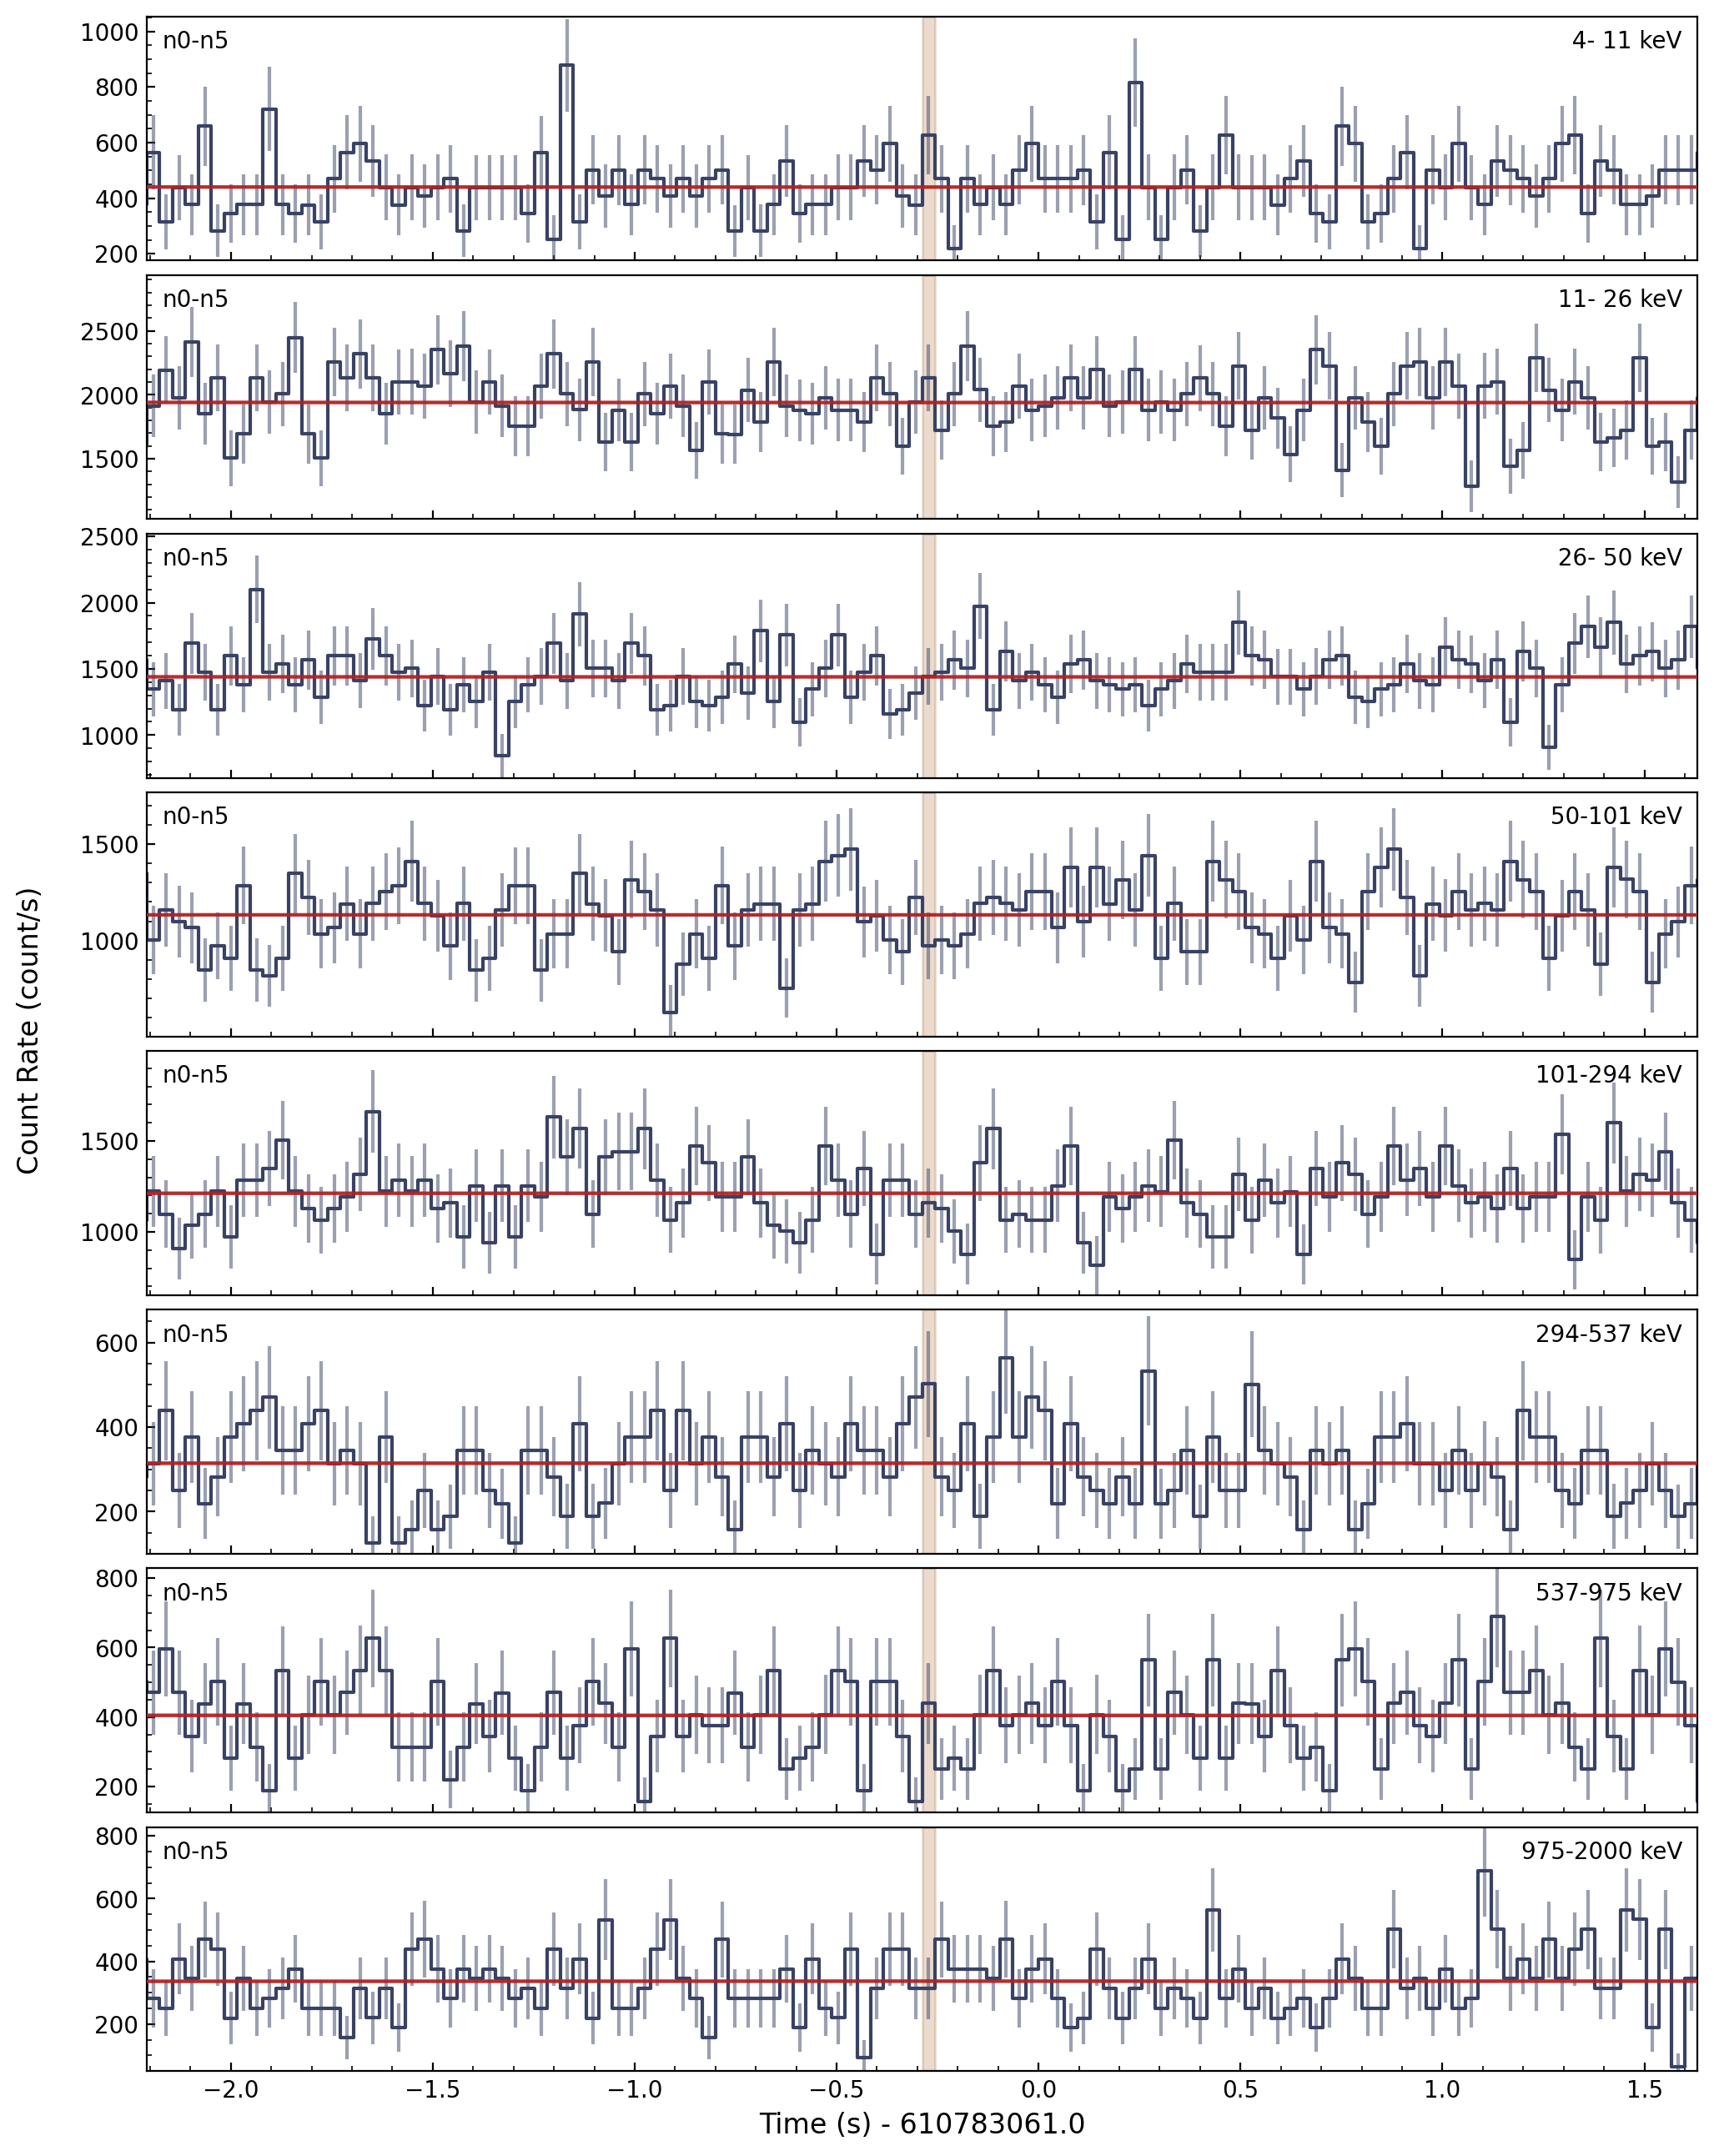 1000
n0-n5
4- 11 keV
800
600
400
200
n0-n5
11- 26 keV
2500
2000
1500
2500
n0-n5
26- 50 keV
2000
1500
1000
n0-n5
50-101 keV
1500
1000
n0-n5
101-294 keV
1500
1000
n0-n5
294-537 keV
600
400
200
800
n0-n5
537-975 keV
600
400
200
800
n0-n5
975-2000 keV
600
400
200
−2.0 −1.5 −1.0 −0.5 0.0 0.5 1.0 1.5
Time (s) - 610783061.0
Count Rate (count/s)